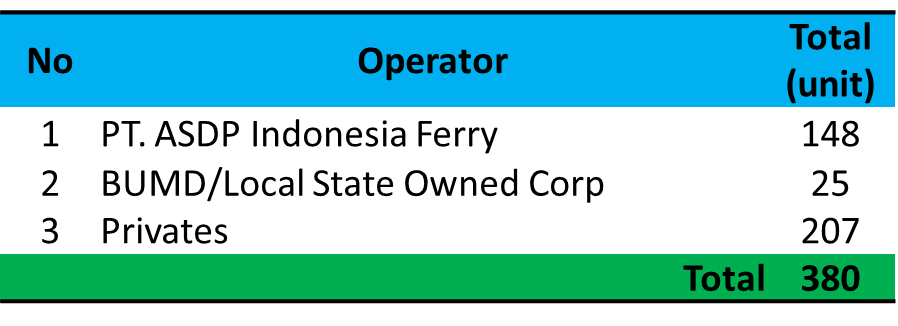 No Operator Total (unit)
1 PT. ASDP Indonesia Ferry 148
2 BUMD/Local State Owned Corp 25
3 Privates 207
Total 380